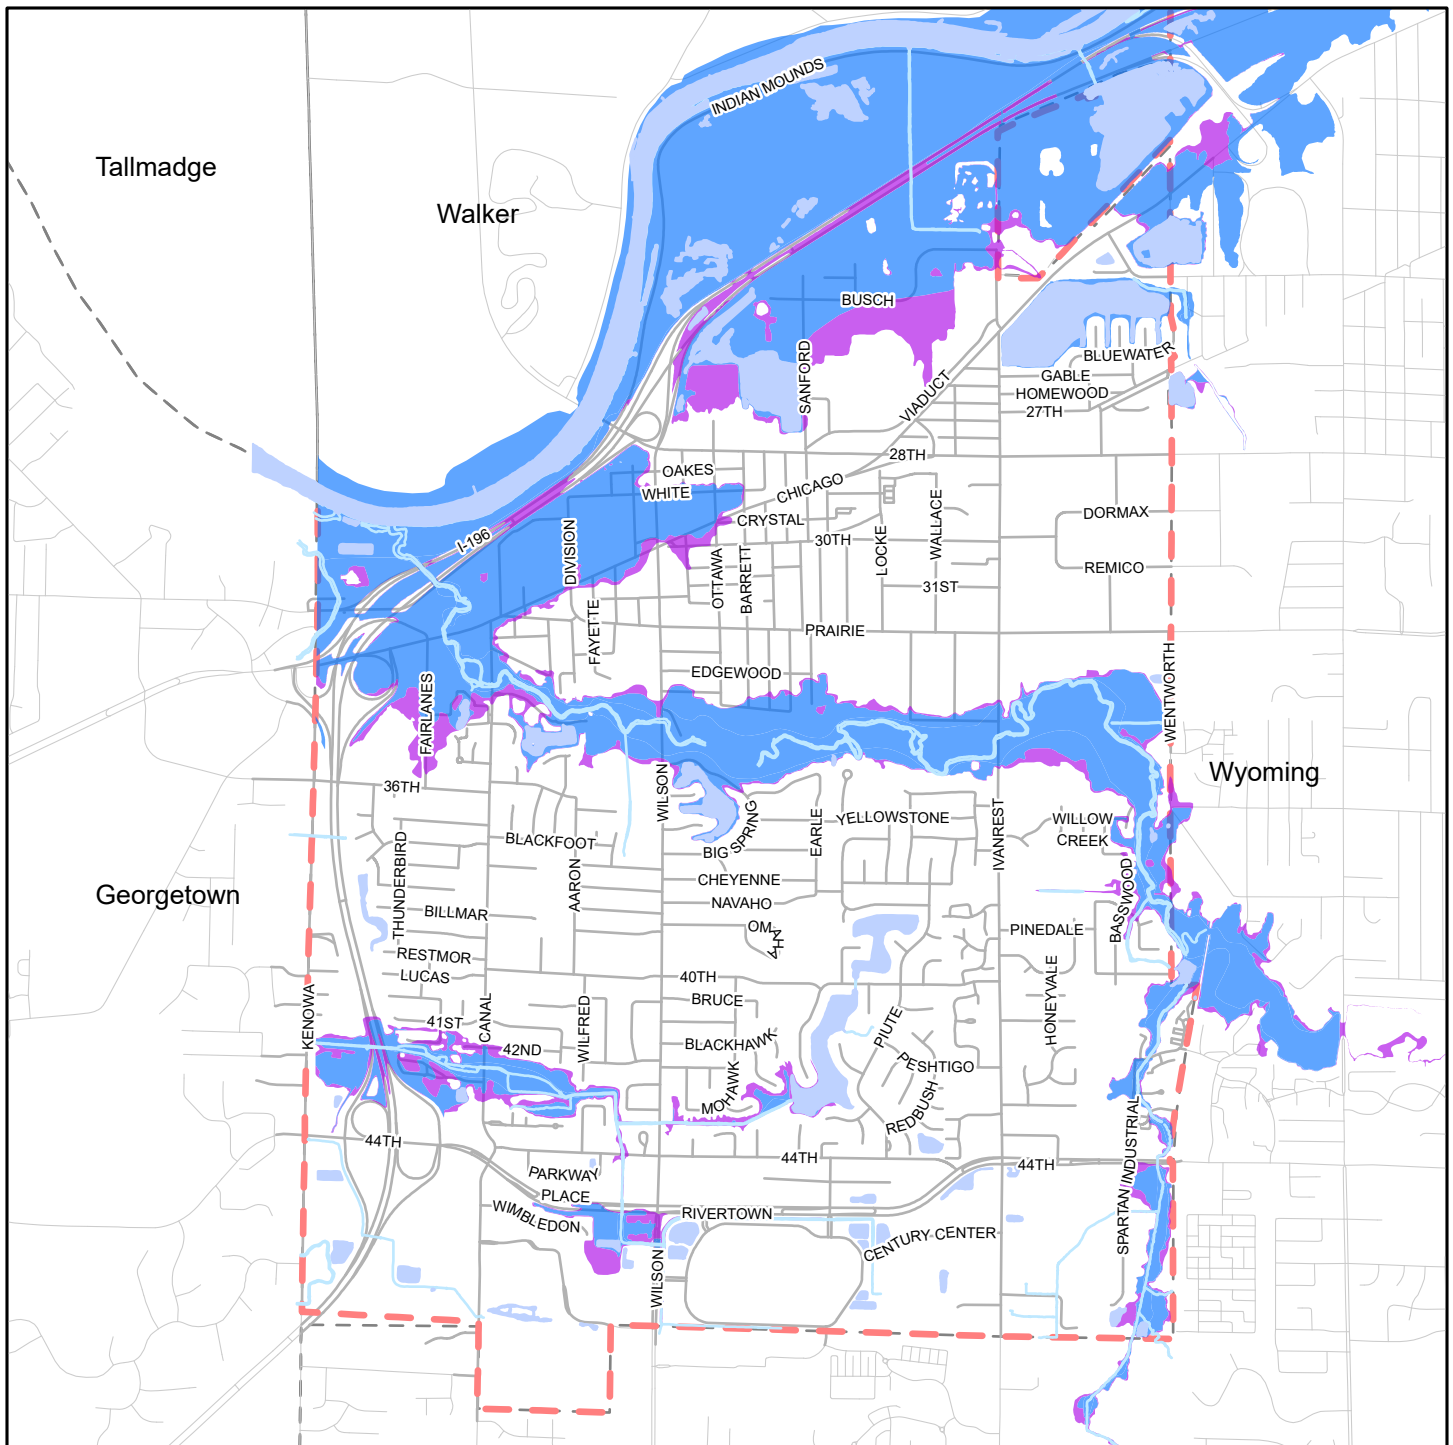 INDIAN MOUNDS
Tallmadge
Walker
BUSCH
SANFORD
BLUEWATER
GABLE
HOMEWOOD
27TH
VIADUCT
28TH
OAKES
WHITE
CHICAGO
CRYSTAL
DORMAX
I-196
DIVISION
30TH
LOCKE
WALLACE
REMICO
OTTAWA
BARRETT
31ST
FAYETTE
PRAIRIE
EDGEWOOD
WENTWORTH
FAIRLANES
Wyoming
36TH
WILSON
BIG SPRING
EARLE
YELLOWSTONE
IVANREST
WILLOW
CREEK
BLACKFOOT
THUNDERBIRD
AARON
CHEYENNE
NAVAHO
BASSWOOD
Georgetown
BILLMAR
OMAHA
PINEDALE
RESTMOR
LUCAS
40TH
HONEYVALE
KENOWA
CANAL
BRUCE
41ST
42ND
WILFRED
BLACKHAWK
PIUTE
PESHTIGO
MOHAWK
REDBUSH
44TH
44TH
44TH
SPARTAN INDUSTRIAL
PARKWAY
PLACE
WIMBLEDON
RIVERTOWN
CENTURY CENTER
WILSON